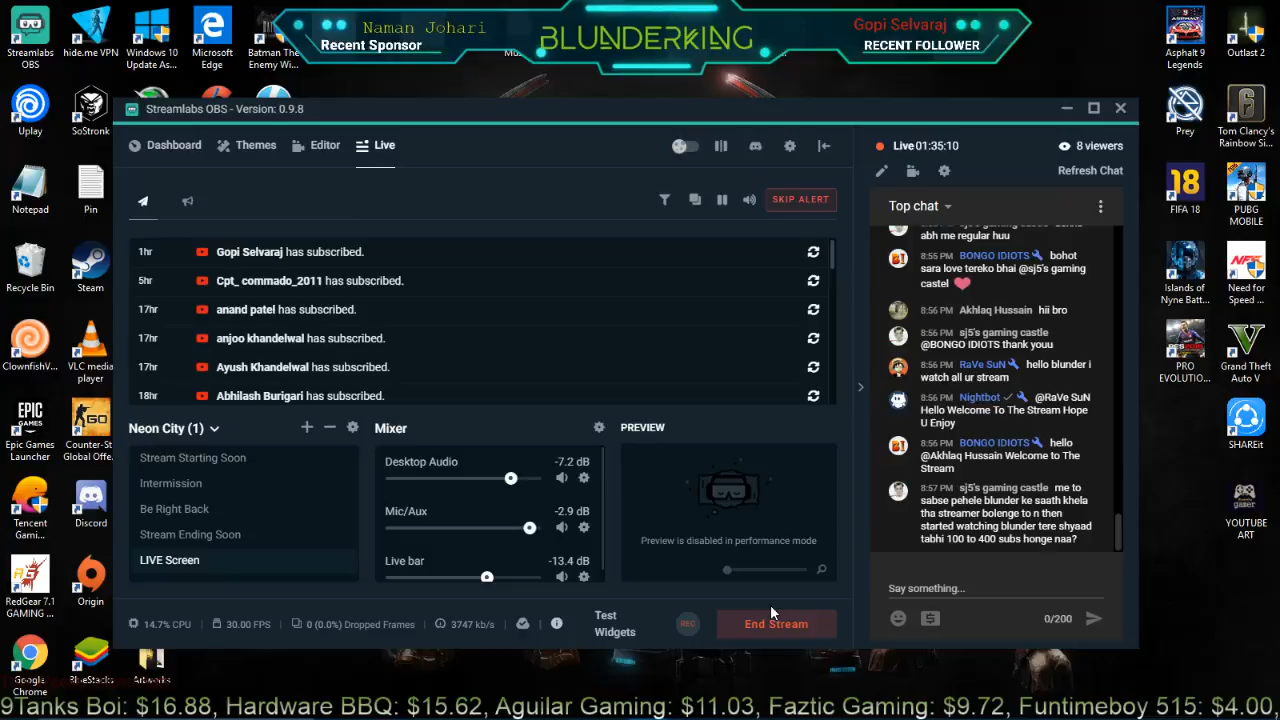 Naman Johari
Recent Sponsor
BLUNDERKING
Gopi Selvaraj
RECENT FOLLOWER
Streamlabs
OBS
hide.me VPN
Windows 10
Update As...
Microsoft
Edge
Batman The
Enemy Wi...
Asphalt 9
Legends
Outlast 2
Uplay
SoStronk
Prey
Tom Clancy's
Rainbow Si...
Notepad
Pin
FIFA 18
PUBG
MOBILE
Recycle Bin
Steam
Islands of
Nyne Batt...
Need for
Speed ...
ClownfishV...
VLC media
player
PRO
EVOLUTIO...
Grand Theft
Auto V
Epic Games
Launcher
Counter-St
Global Offe...
SHAREit
Tencent
Gami...
Discord
YOUTUBE
ART
RedGear 7.1
GAMING ...
Origin
Google
Chrome
BlueStacks
Artworks
Streamlabs OBS - Version: 0.9.8
Dashboard
Themes
Editor
Live
SKIP ALERT
1hr Gopi Selvaraj has subscribed.
5hr Cpt_ commado_2011 has subscribed.
17hr anand patel has subscribed.
17hr anjoo khandelwal has subscribed.
17hr Ayush Khandelwal has subscribed.
18hr Abhilash Burigari has subscribed.
Neon City (1)
Stream Starting Soon
Intermission
Be Right Back
Stream Ending Soon
LIVE Screen
Mixer
Desktop Audio -7.2 dB
Mic/Aux -2.9 dB
Live bar -13.4 dB
PREVIEW
Preview is disabled in performance mode
14.7% CPU
30.00 FPS
0 (0.0%) Dropped Frames
3747 kb/s
Test
Widgets
REC
End Stream
Live 01:35:10
8 viewers
Refresh Chat
Top chat
abh me regular huu
8:55 PM BONGO IDIOTS bohot
sara love tereko bhai @sj5's gaming
castel
8:56 PM Akhlaq Hussain hii bro
8:56 PM sj5's gaming castle
@BONGO IDIOTS thank youu
8:56 PM RaVe SuN hello blunder i
watch all ur stream
8:56 PM Nightbot @RaVe SuN
Hello Welcome To The Stream Hope
U Enjoy
8:56 PM BONGO IDIOTS hello
@Akhlaq Hussain Welcome to The
Stream
8:57 PM sj5's gaming castle me to
sabse pehele blunder ke saath khela
tha streamer bolenge to n then
started watching blunder tere shyaad
tabhi 100 to 400 subs honge naa?
Say something...
0/200
9Tanks Boi: $16.88, Hardware BBQ: $15.62, Aguilar Gaming: $11.03, Faztic Gaming: $9.72, Funtimeboy 515: $4.00,